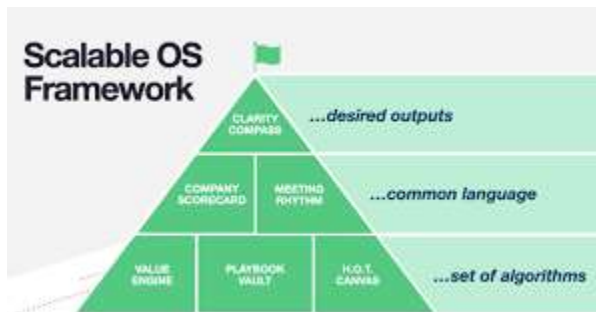 Scalable OS
Framework
CLARITY
COMPASS
...desired outputs
COMPANY
SCORECARD
MEETING
RHYTHM
...common language
VALUE
ENGINE
PLAYBOOK
VAULT
H.O.T.
CANVAS
...set of algorithms